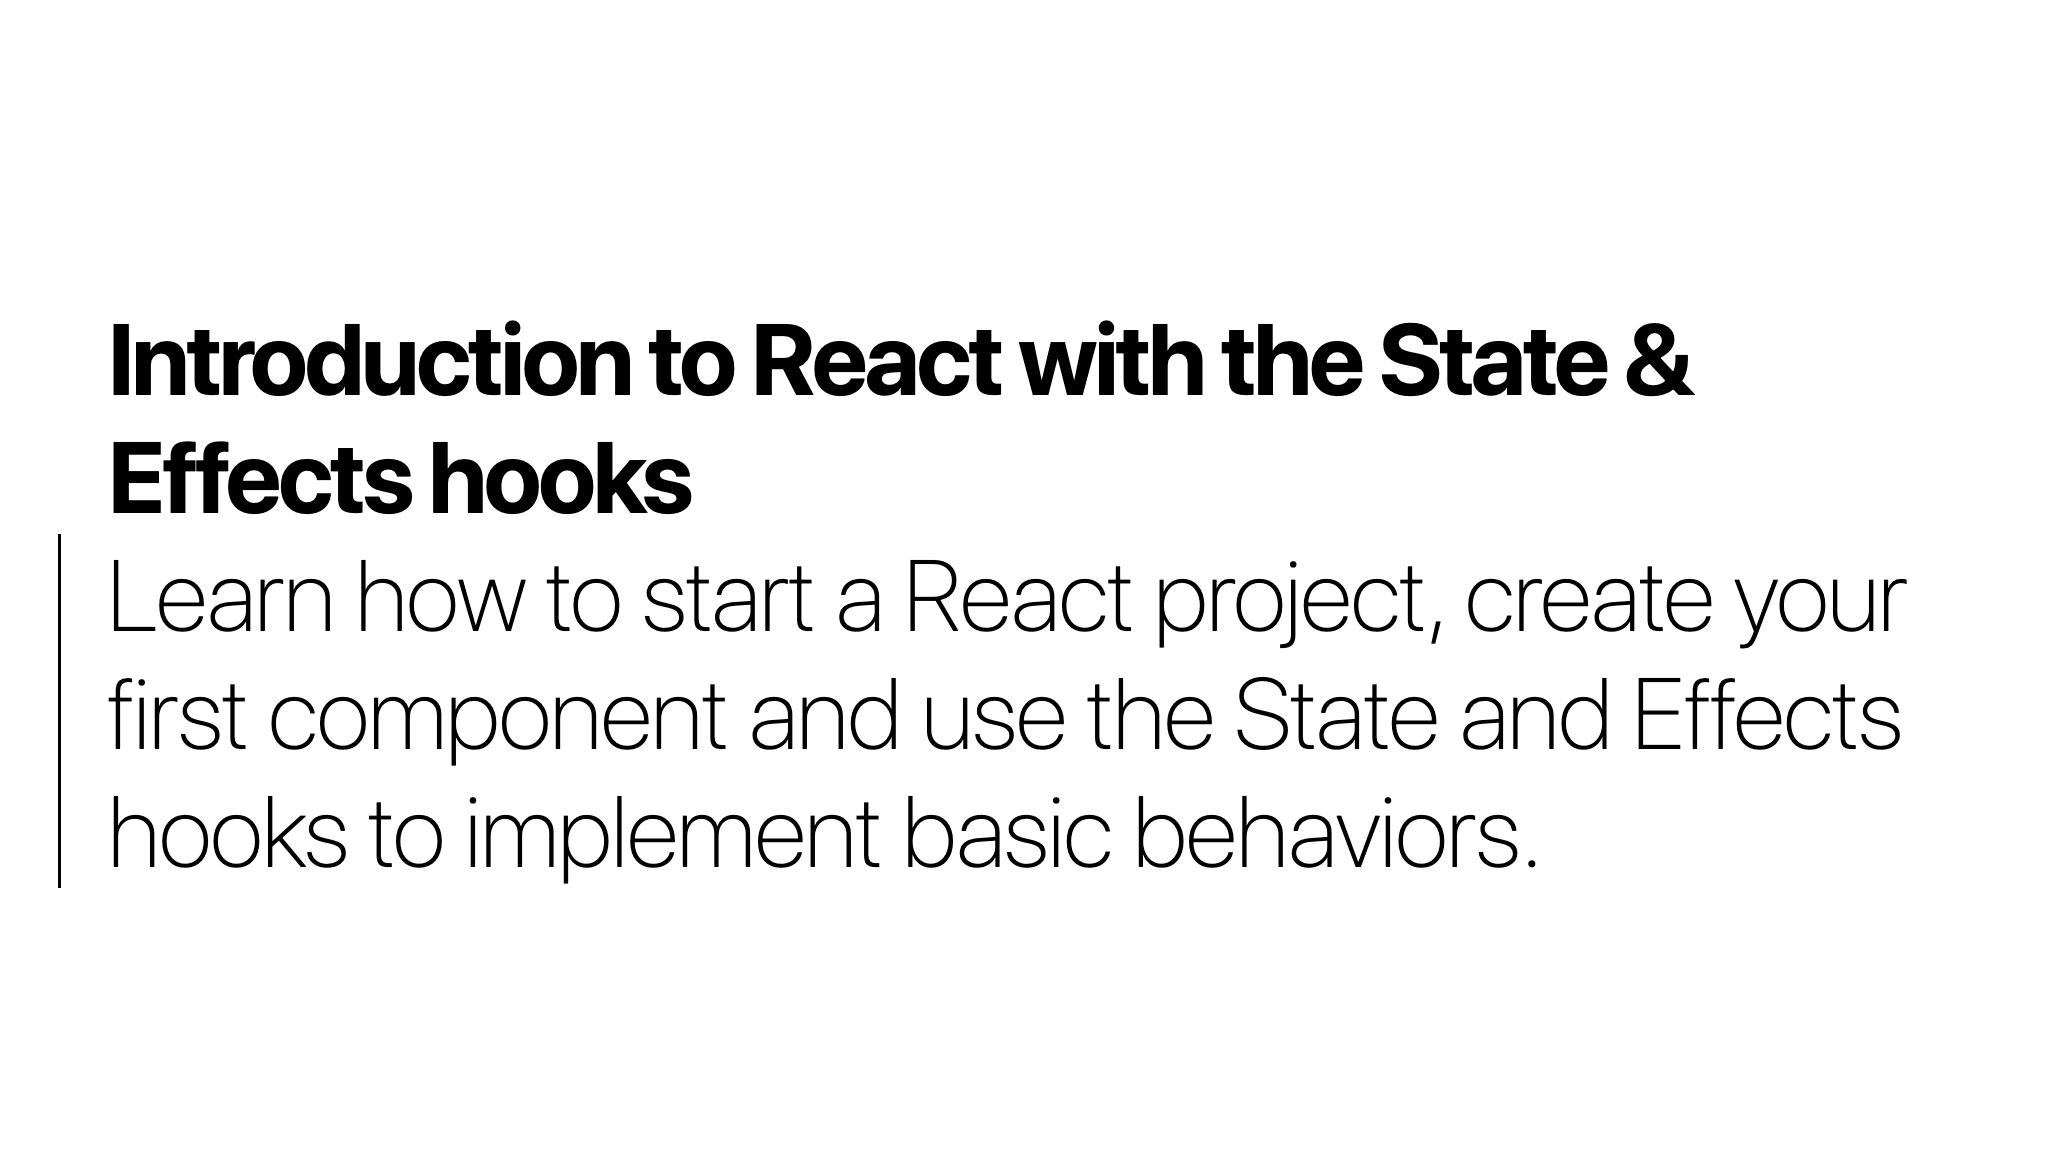 Introduction to React with the State &
Effects hooks
Learn how to start a React project, create your
first component and use the State and Effects
hooks to implement basic behaviors.